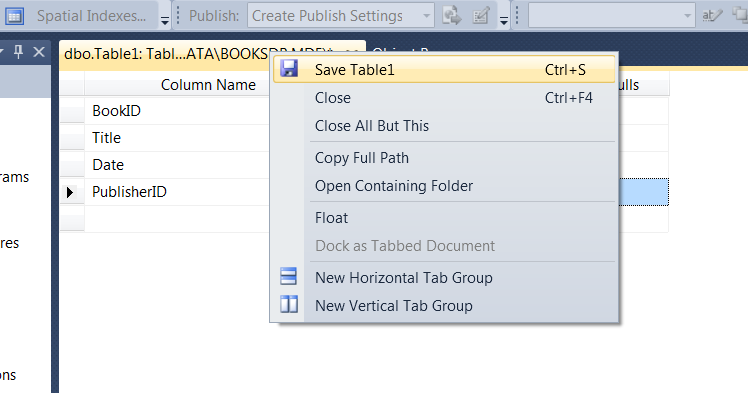 Spatial Indexes... Publish: Create Publish Settings
dbo.Table1: Tabl...ATA\BOOKSDB.MDF)*
Column Name ulls
BookID
Title
Date
PublisherID
rams
res
ons
Save Table1 Ctrl+S
Close Ctrl+F4
Close All But This
Copy Full Path
Open Containing Folder
Float
Dock as Tabbed Document
New Horizontal Tab Group
New Vertical Tab Group